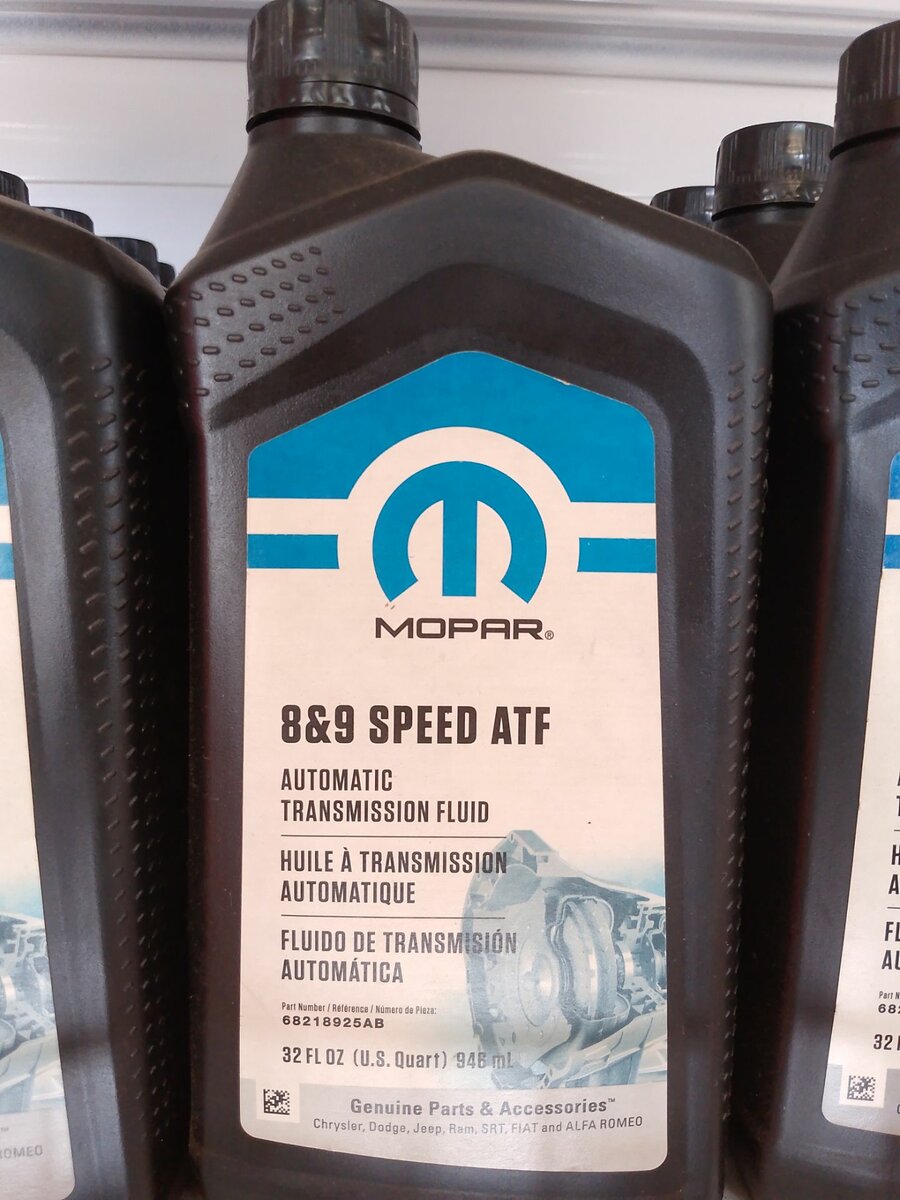 MOPAR®
8&9 SPEED ATF
AUTOMATIC
TRANSMISSION FLUID
HUILE À TRANSMISSION
AUTOMATIQUE
FLUIDO DE TRANSMISIÓN
AUTOMÁTICA
Part Number / Référence / Número de Pieza:
68218925AB
32 FL OZ (U.S. Quart) 946 mL
Genuine Parts & Accessories™
Chrysler, Dodge, Jeep, Ram, SRT, FIAT and ALFA ROMEO